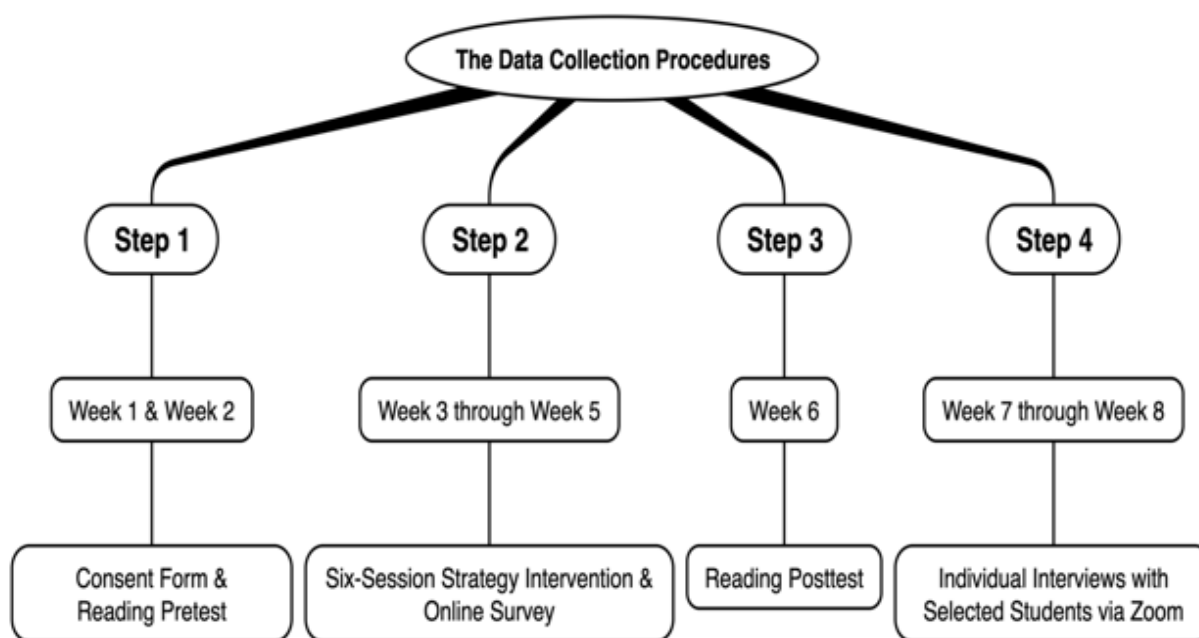 The Data Collection Procedures
Step 1
Step 2
Step 3
Step 4
Week 1 & Week 2
Week 3 through Week 5
Week 6
Week 7 through Week 8
Consent Form &
Reading Pretest
Six-Session Strategy Intervention &
Online Survey
Reading Posttest
Individual Interviews with
Selected Students via Zoom